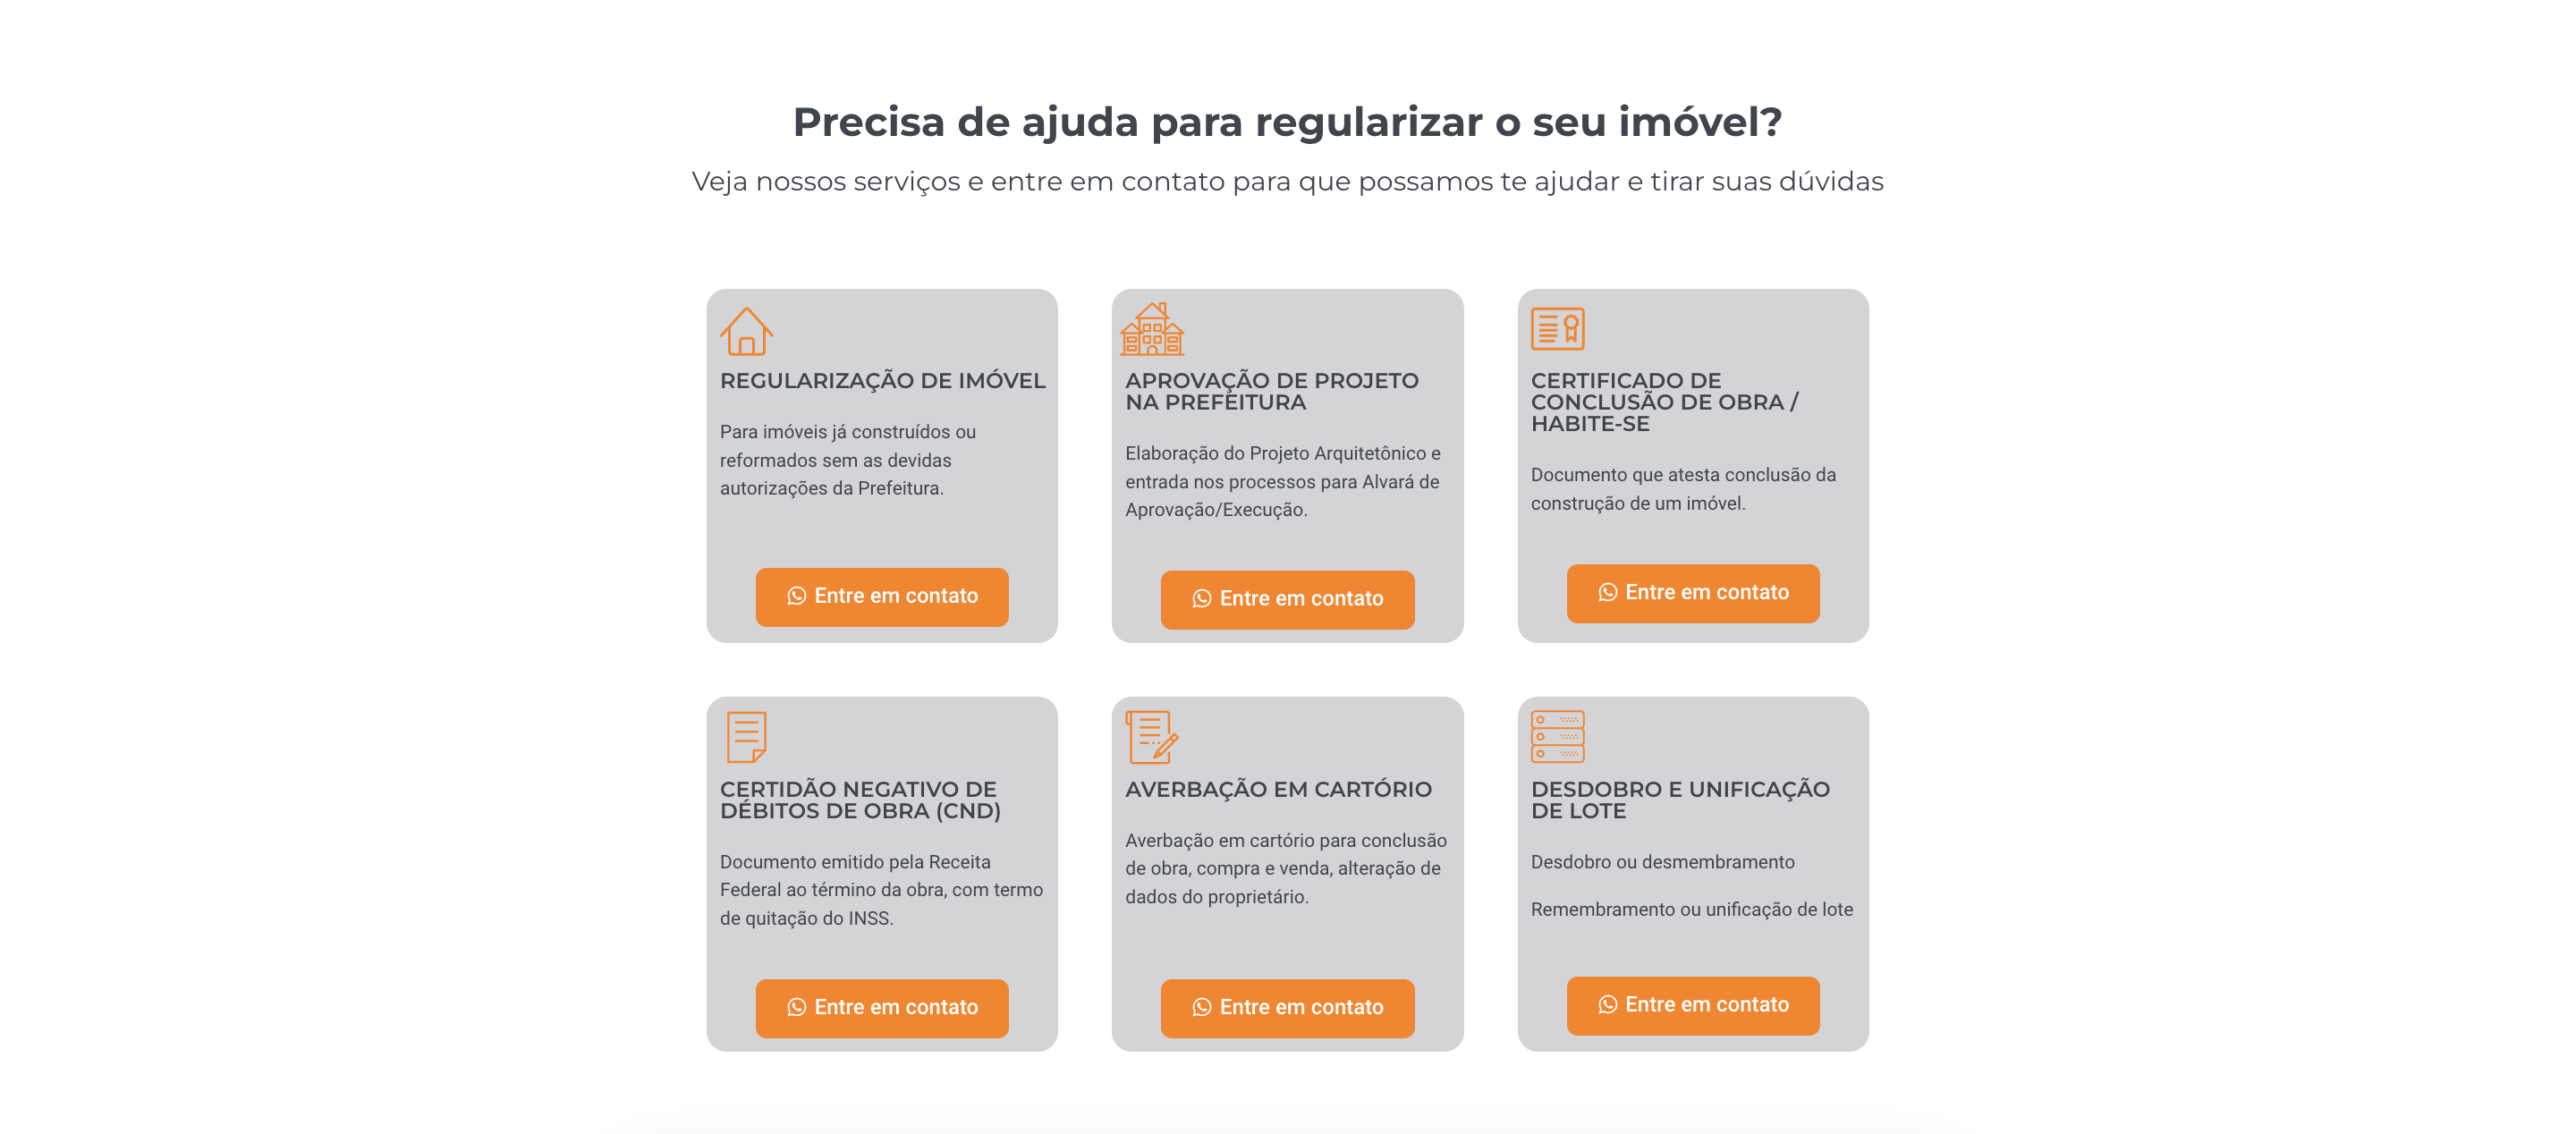 Precisa de ajuda para regularizar o seu imóvel?
Veja nossos serviços e entre em contato para que possamos te ajudar e tirar suas dúvidas
REGULARIZAÇÃO DE IMÓVEL
Para imóveis já construídos ou
reformados sem as devidas
autorizações da Prefeitura.
Entre em contato
APROVAÇÃO DE PROJETO
NA PREFEITURA
Elaboração do Projeto Arquitetônico e
entrada nos processos para Alvará de
Aprovação/Execução.
Entre em contato
CERTIFICADO DE
CONCLUSÃO DE OBRA /
HABITE-SE
Documento que atesta conclusão da
construção de um imóvel.
Entre em contato
CERTIDÃO NEGATIVO DE
DÉBITOS DE OBRA (CND)
Documento emitido pela Receita
Federal ao término da obra, com termo
de quitação do INSS.
Entre em contato
AVERBAÇÃO EM CARTÓRIO
Averbação em cartório para conclusão
de obra, compra e venda, alteração de
dados do proprietário.
Entre em contato
DESDOBRO E UNIFICAÇÃO
DE LOTE
Desdobro ou desmembramento
Remembramento ou unificação de lote
Entre em contato